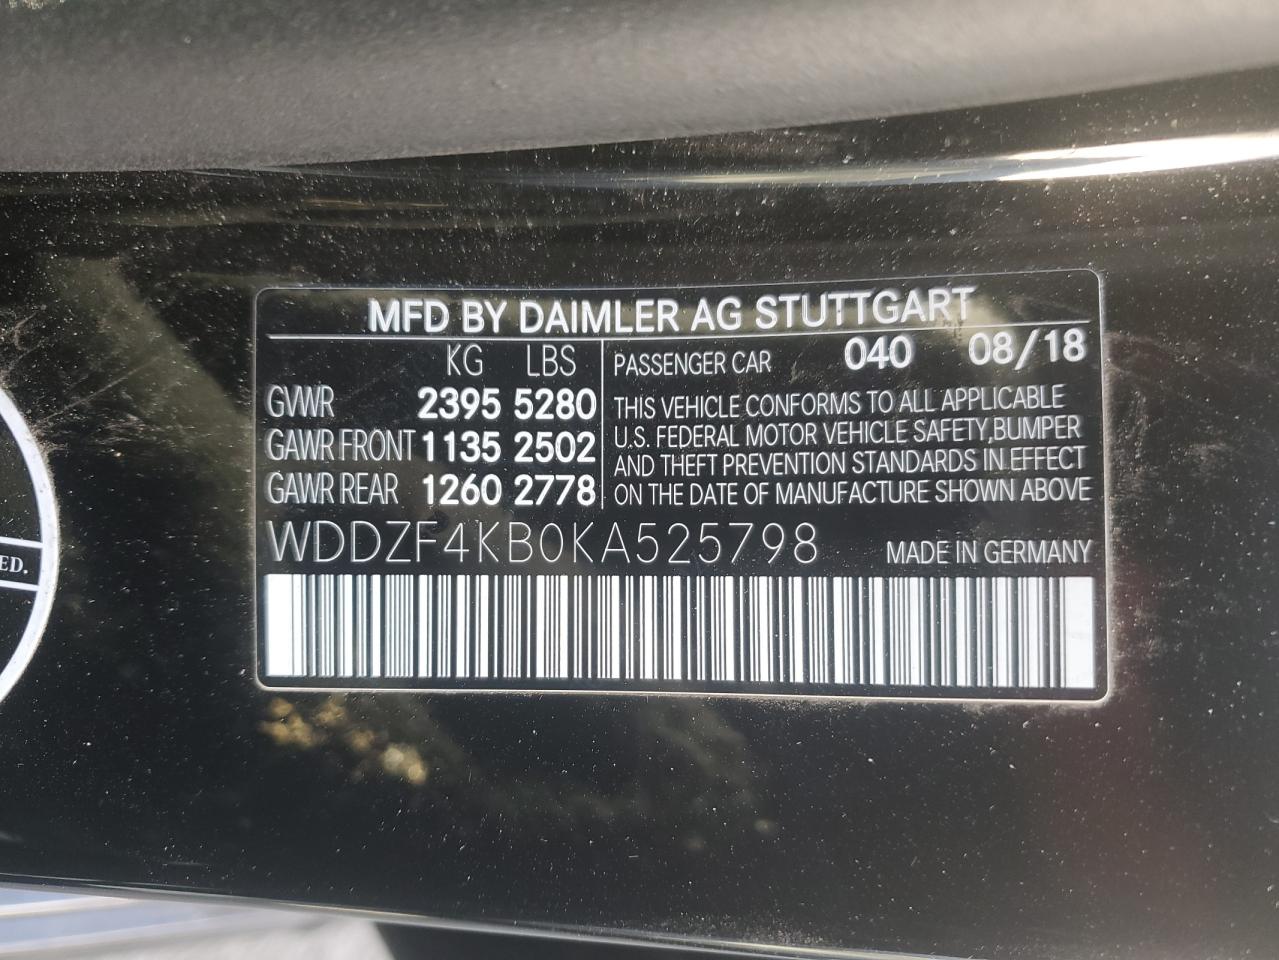 MFD BY DAIMLER AG STUTTGART
KG LBS
GVWR 2395 5280
GAWR FRONT 1135 2502
GAWR REAR 1260 2778
PASSENGER CAR 040 08/18
THIS VEHICLE CONFORMS TO ALL APPLICABLE
U.S. FEDERAL MOTOR VEHICLE SAFETY,BUMPER
AND THEFT PREVENTION STANDARDS IN EFFECT
ON THE DATE OF MANUFACTURE SHOWN ABOVE
WDDZF4KB0KA525798 MADE IN GERMANY
ED.